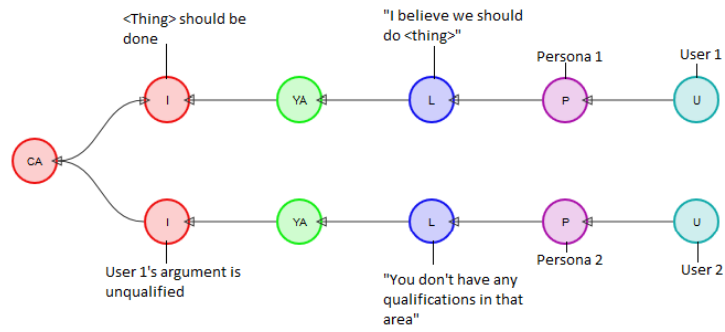 <Thing> should be
done
"I believe we should
do <thing>"
Persona 1
User 1
I
YA
L
P
U
CA
I
YA
L
P
U
User 1's argument is
unqualified
"You don't have any
qualifications in that
area"
Persona 2
User 2